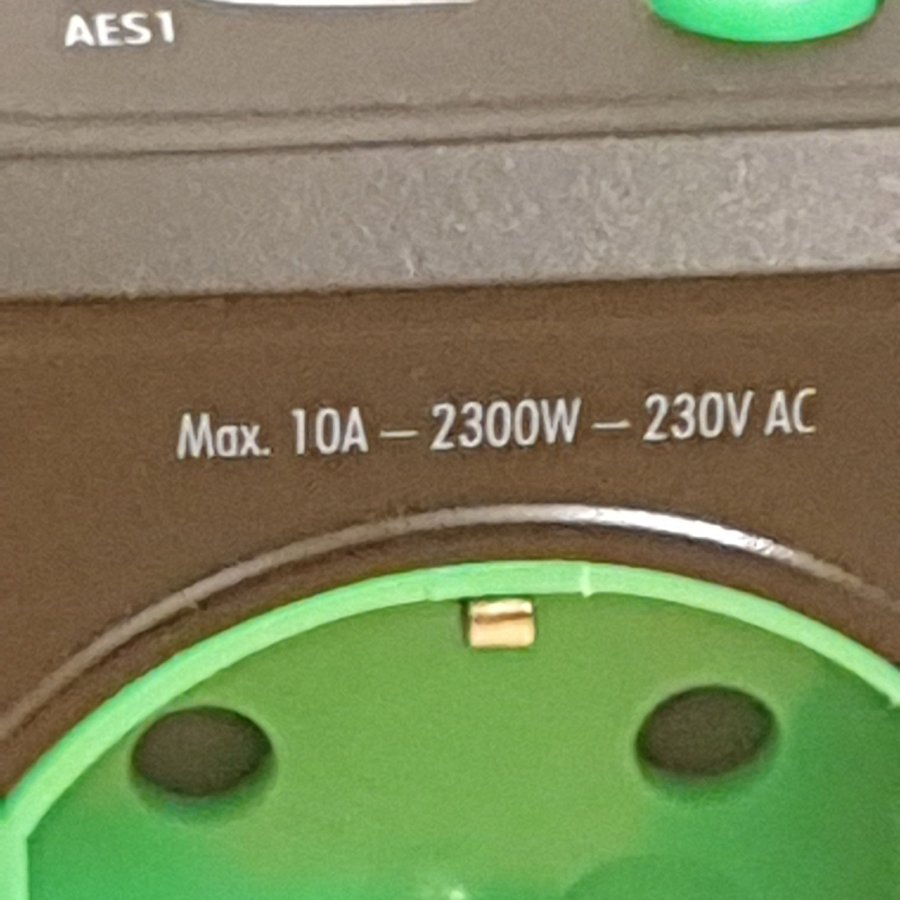 AES1
Max. 10A – 2300W – 230V AC